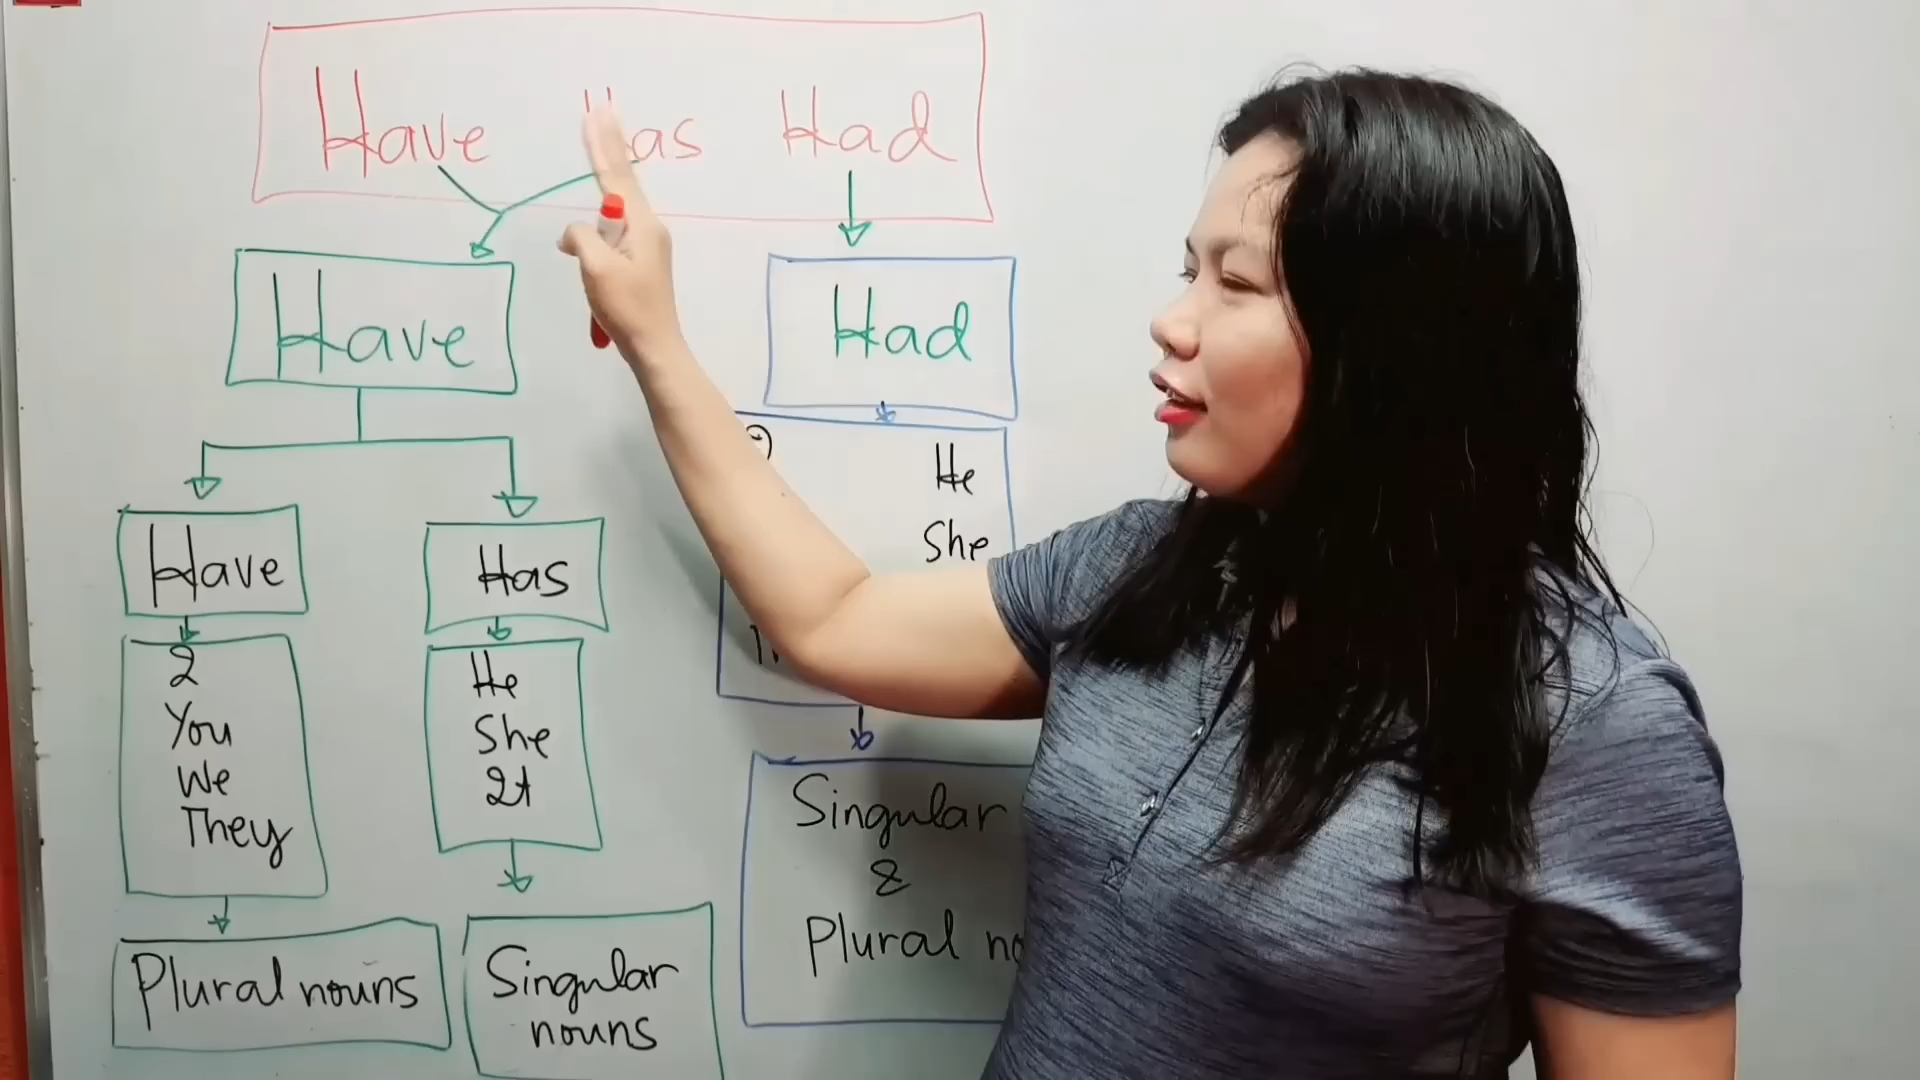 Have Has Had
Have
Had
Have
Has
He
She
I
You
We
They
He
She
It
Plural nouns
Singular
nouns
Singular
&
Plural